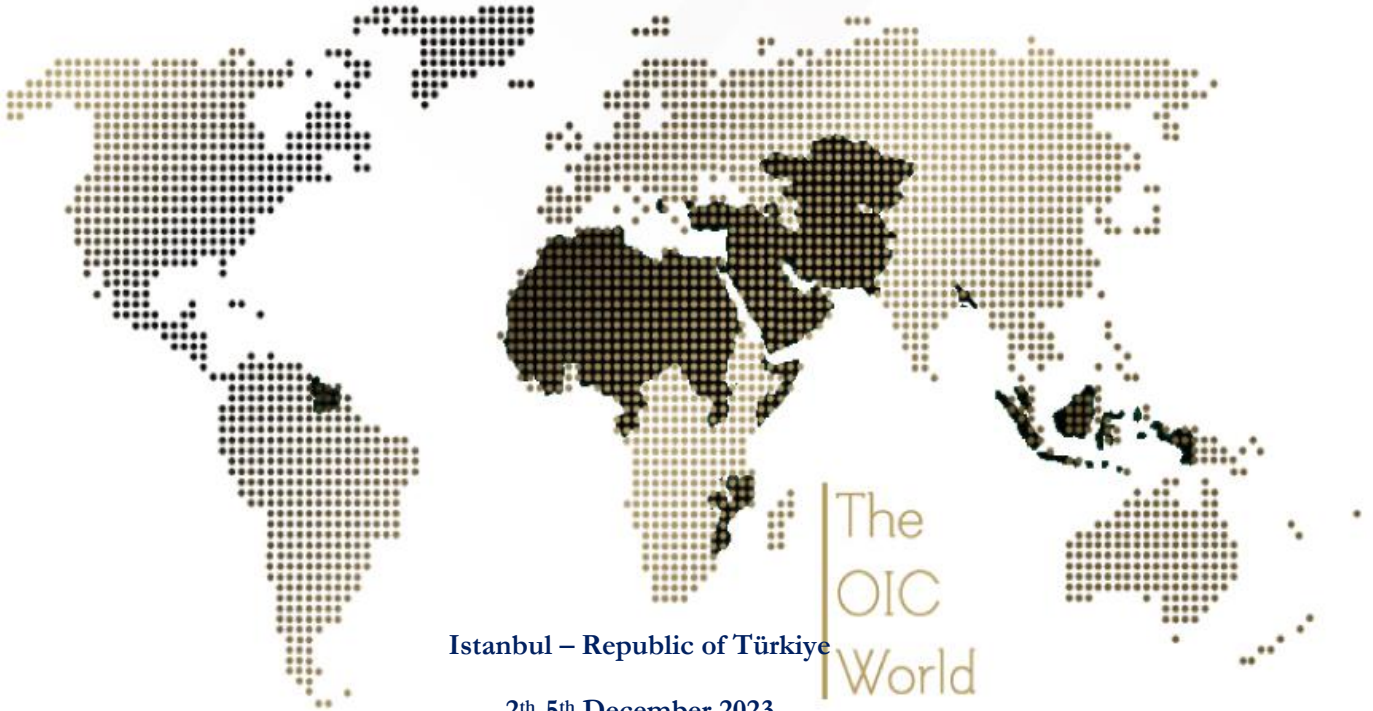 The
OIC
World
Istanbul – Republic of Türkiye
2th-5th December 2023